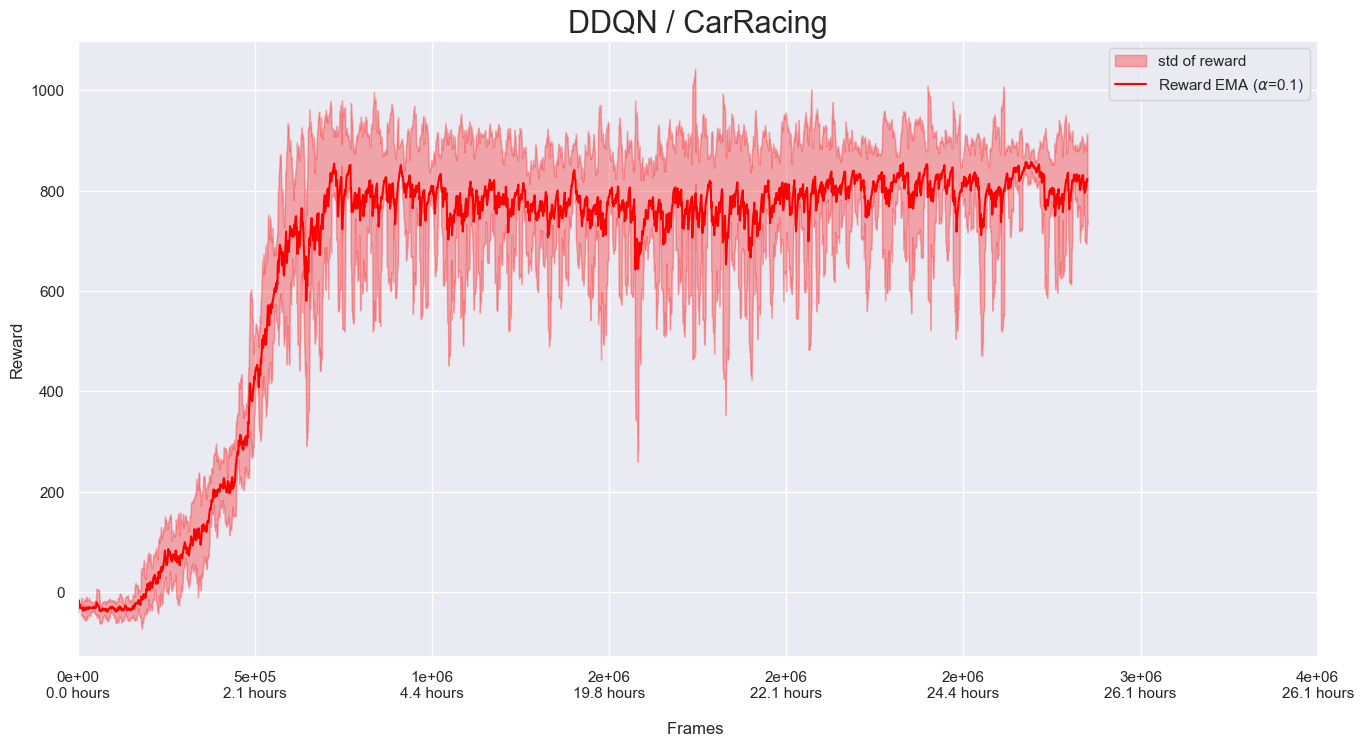 DDQN / CarRacing
std of reward
Reward EMA (α=0.1)
1000
800
600
400
200
0
Reward
0e+00 5e+05 1e+06 2e+06 2e+06 2e+06 3e+06 4e+06
0.0 hours 2.1 hours 4.4 hours 19.8 hours 22.1 hours 24.4 hours 26.1 hours 26.1 hours
Frames